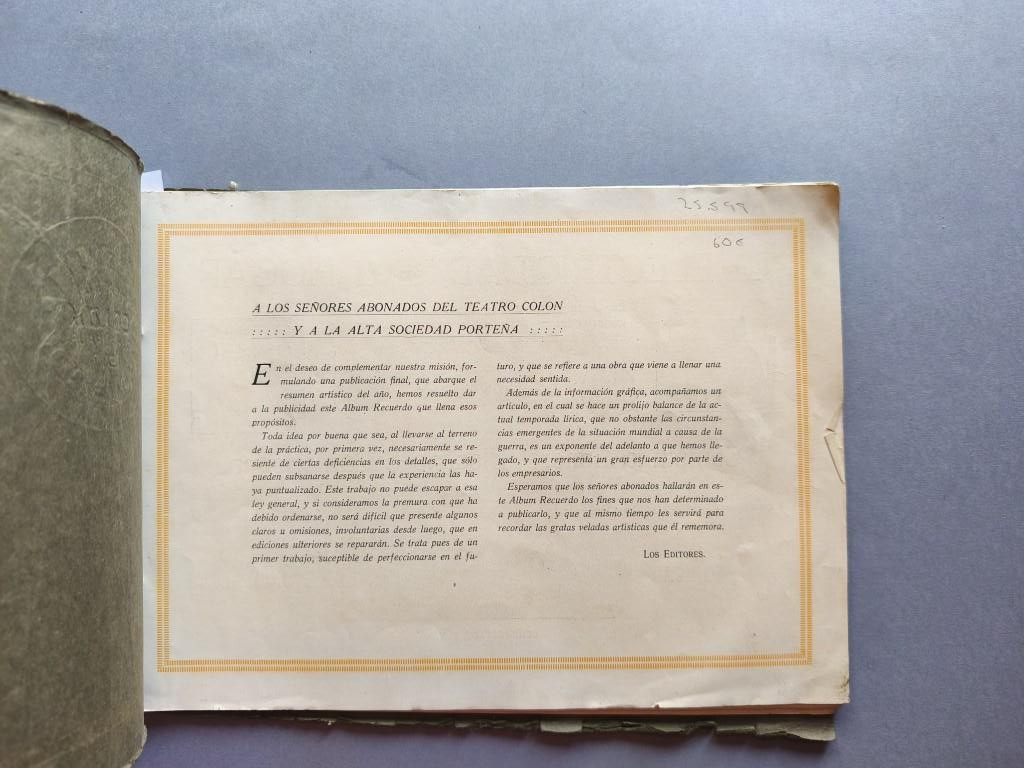 25.599
60€
A LOS SEÑORES ABONADOS DEL TEATRO COLON
: : : : : Y A LA ALTA SOCIEDAD PORTEÑA : : : : :
En el deseo de complementar nuestra misión, for-
mulando una publicación final, que abarque el
resumen artístico del año, hemos resuelto dar
a la publicidad este Album Recuerdo que llena esos
propósitos.
Toda idea por buena que sea, al llevarse al terreno
de la práctica, por primera vez, necesariamente se re-
siente de ciertas deficiencias en los detalles, que sólo
pueden subsanarse después que la experiencia las ha-
ya puntualizado. Este trabajo no puede escapar a esa
ley general, y si consideramos la premura con que ha
debido ordenarse, no será difícil que presente algunos
claros u omisiones, involuntarias desde luego, que en
ediciones ulteriores se repararán. Se trata pues de un
primer trabajo, suceptible de perfeccionarse en el fu-
turo, y que se refiere a una obra que viene a llenar una
necesidad sentida.
Además de la información gráfica, acompañamos un
artículo, en el cual se hace un prolijo balance de la ac-
tual temporada lírica, que no obstante las circunstan-
cias emergentes de la situación mundial a causa de la
guerra, es un exponente del adelanto a que hemos lle-
gado, y que representa un gran esfuerzo por parte de
los empresarios.
Esperamos que los señores abonados hallarán en es-
te Album Recuerdo los fines que nos han determinado
a publicarlo, y que al mismo tiempo les servirá para
recordar las gratas veladas artísticas que él rememora.
LOS EDITORES.